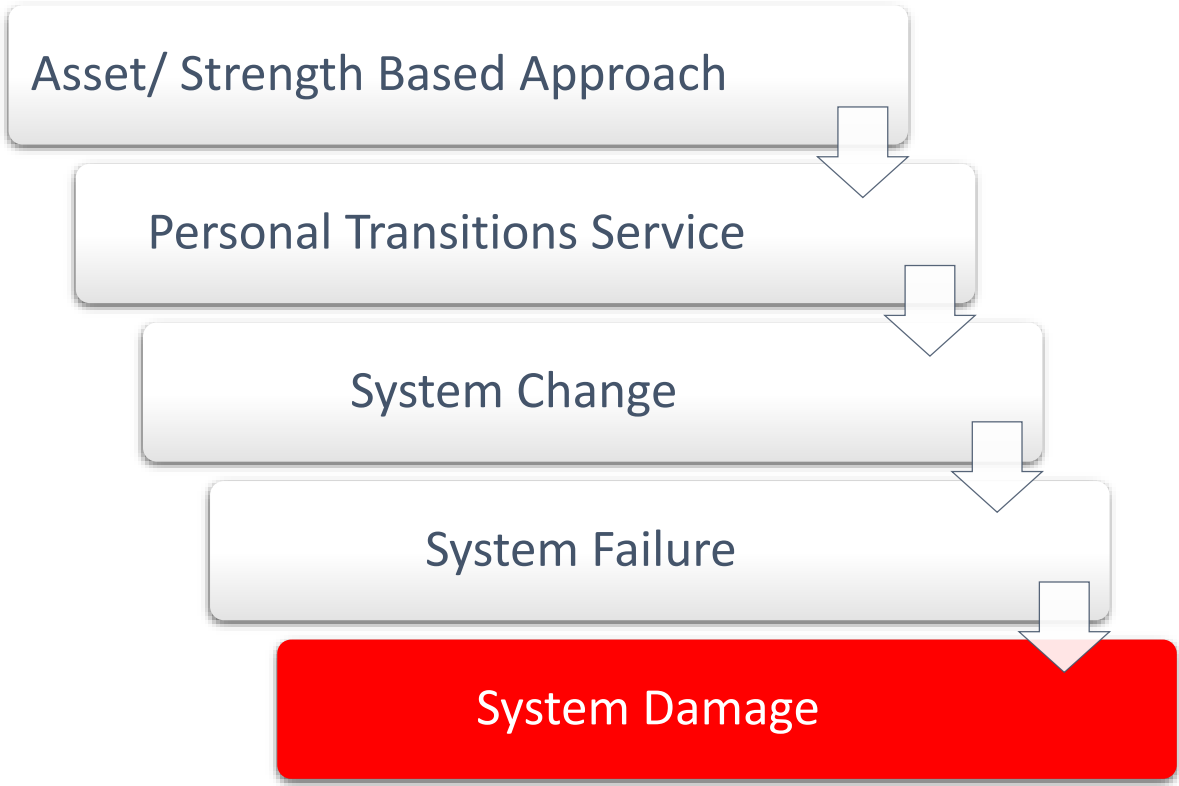 Asset/ Strength Based Approach
Personal Transitions Service
System Change
System Failure
System Damage